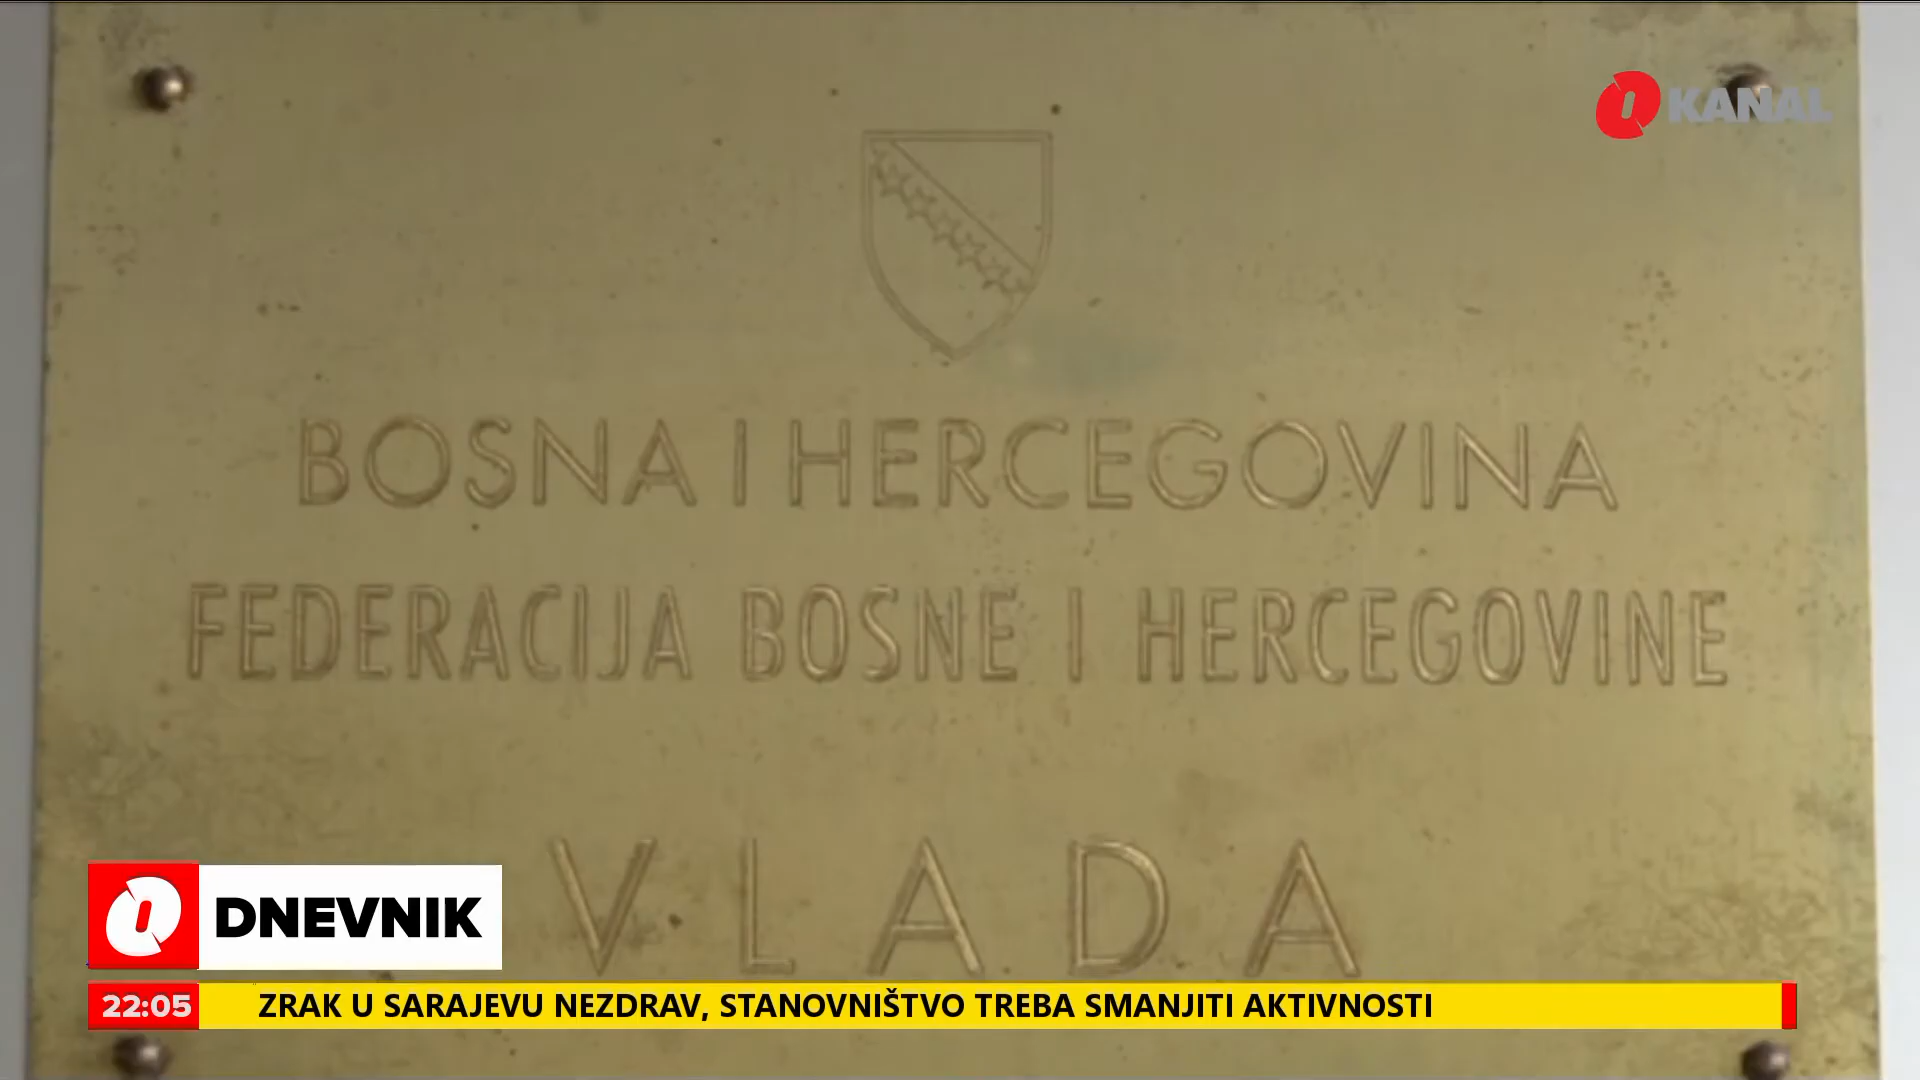 O KANAL
BOSNA I HERCEGOVINA
FEDERACIJA BOSNE I HERCEGOVINE
VLADA
DNEVNIK
22:05 ZRAK U SARAJEVU NEZDRAV, STANOVNIŠTVO TREBA SMANJITI AKTIVNOSTI